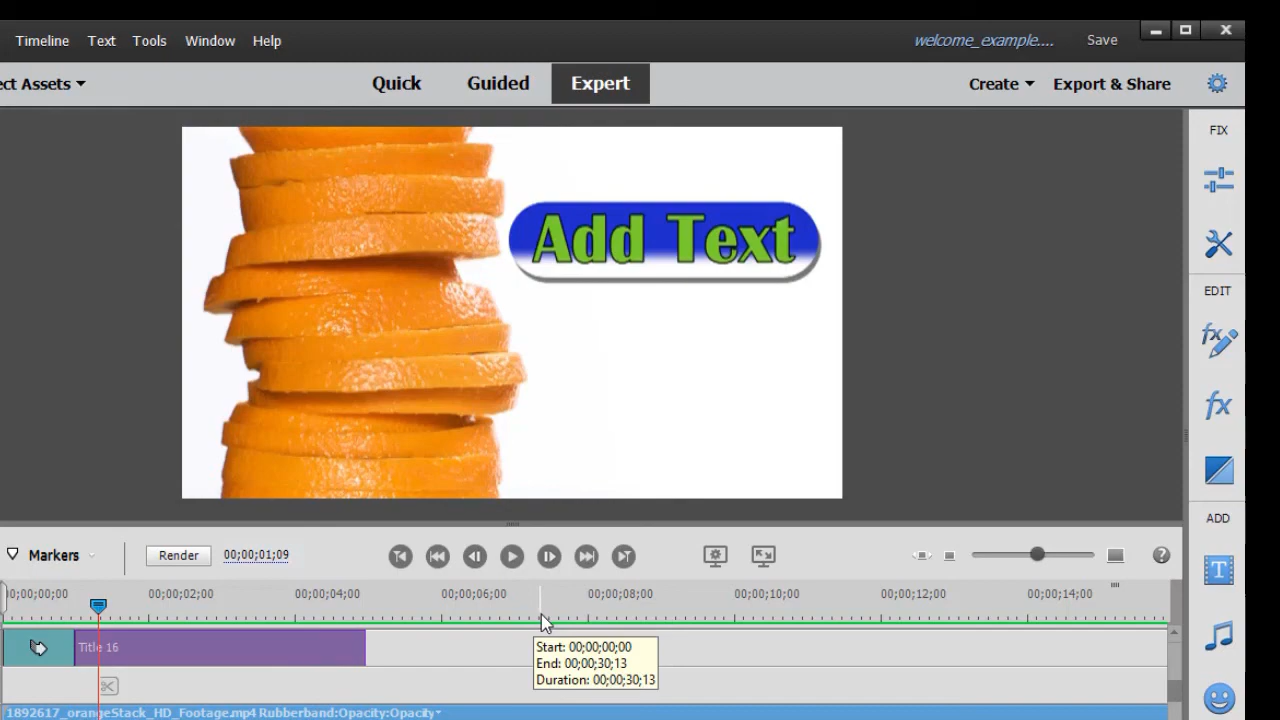 Timeline Text Tools Window Help welcome_example.... Save
ect Assets Quick Guided Expert Create Export & Share
FIX
Add Text
EDIT
fx
fx
ADD
Markers Render 00;00;01;09 ?
T
00;00;00;00 00;00;02;00 00;00;04;00 00;00;06;00 00;00;08;00 00;00;10;00 00;00;12;00 00;00;14;00
Title 16
Start: 00;00;00;00
End: 00;00;30;13
Duration: 00;00;30;13
1892617_orangeStack_HD_Footage.mp4 Rubberband:Opacity:Opacity